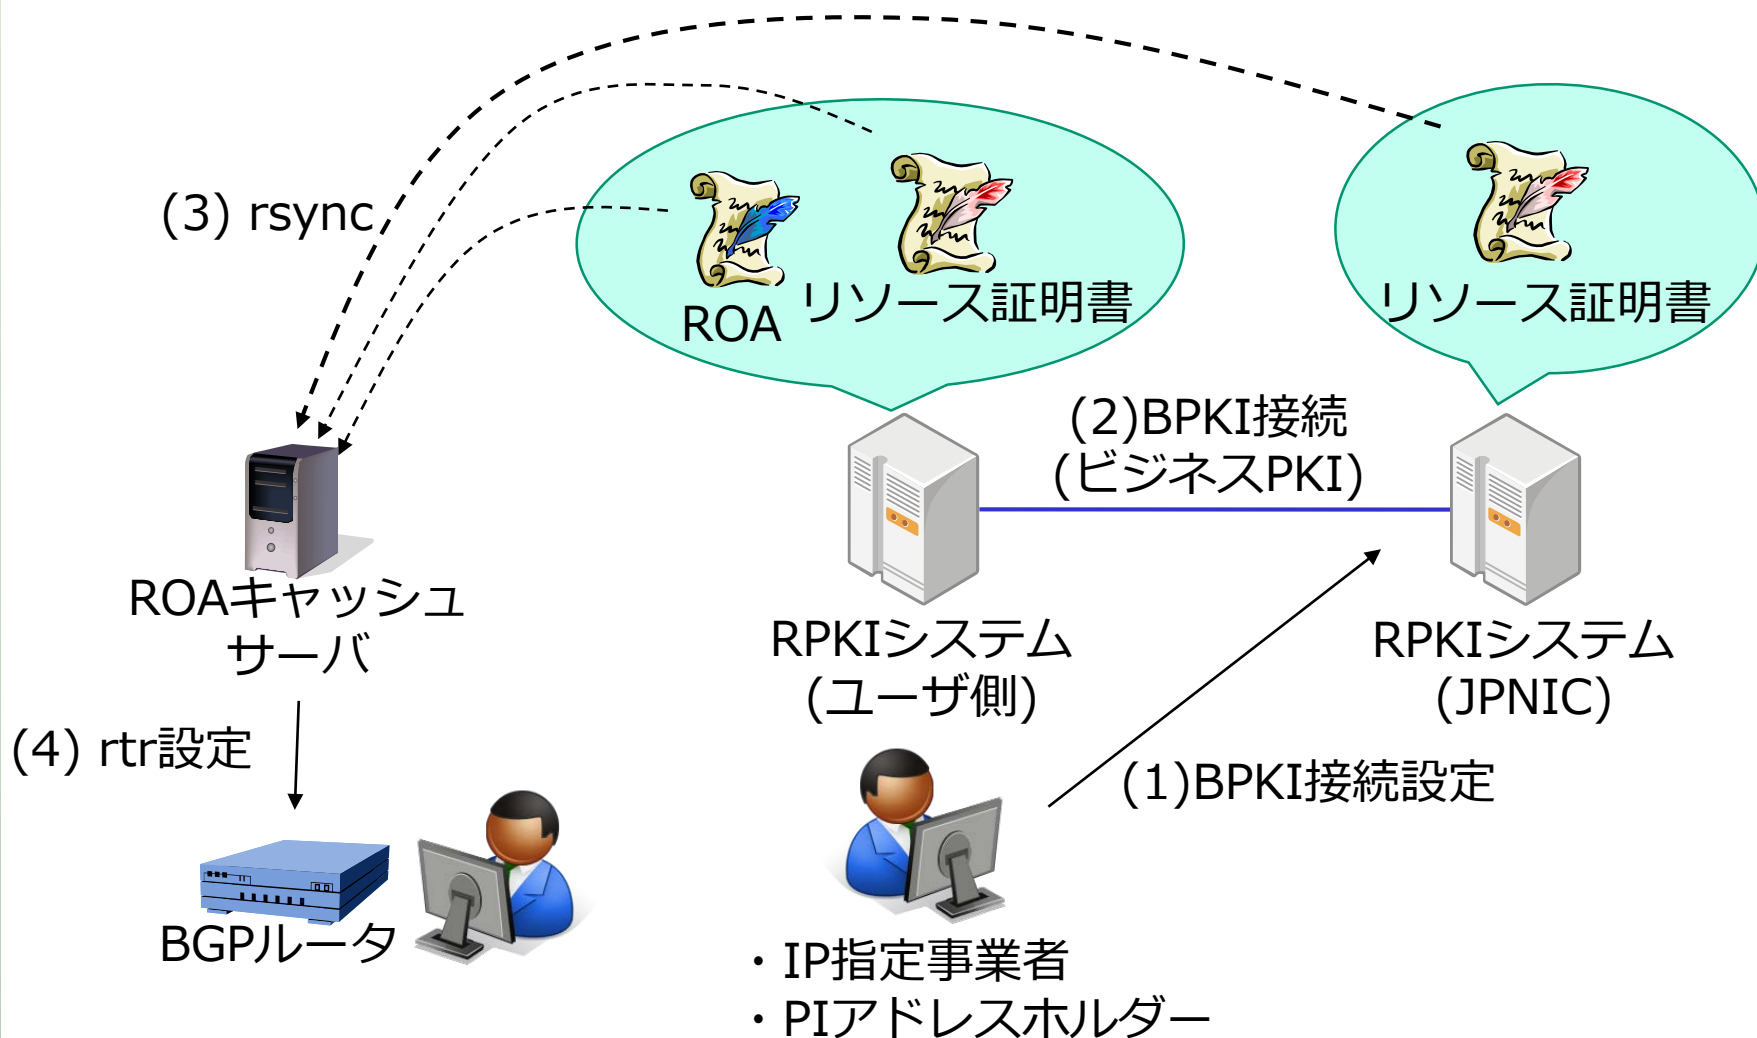 (3) rsync
ROA
リソース証明書
リソース証明書
(2)BPKI接続
(ビジネスPKI)
ROAキャッシュ
サーバ
RPKIシステム
(ユーザ側)
RPKIシステム
(JPNIC)
(4) rtr設定
(1)BPKI接続設定
BGPルータ
・IP指定事業者
・PIアドレスホルダー